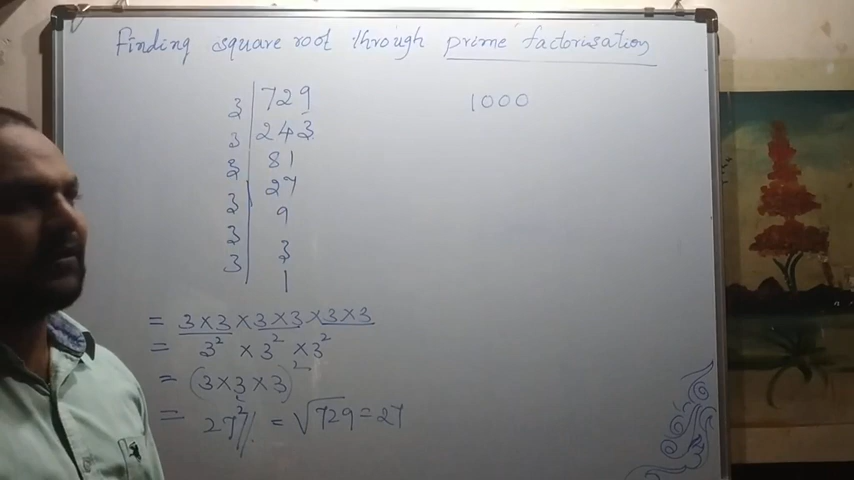 Finding square root through prime factorisation
3 | 729
3 | 243
3 | 81
3 | 27
3 | 9
3 | 3
1
= 3×3×3×3×3×3
= 3² × 3² × 3²
= (3×3×3)²
= 27² // = √729 = 27
1000